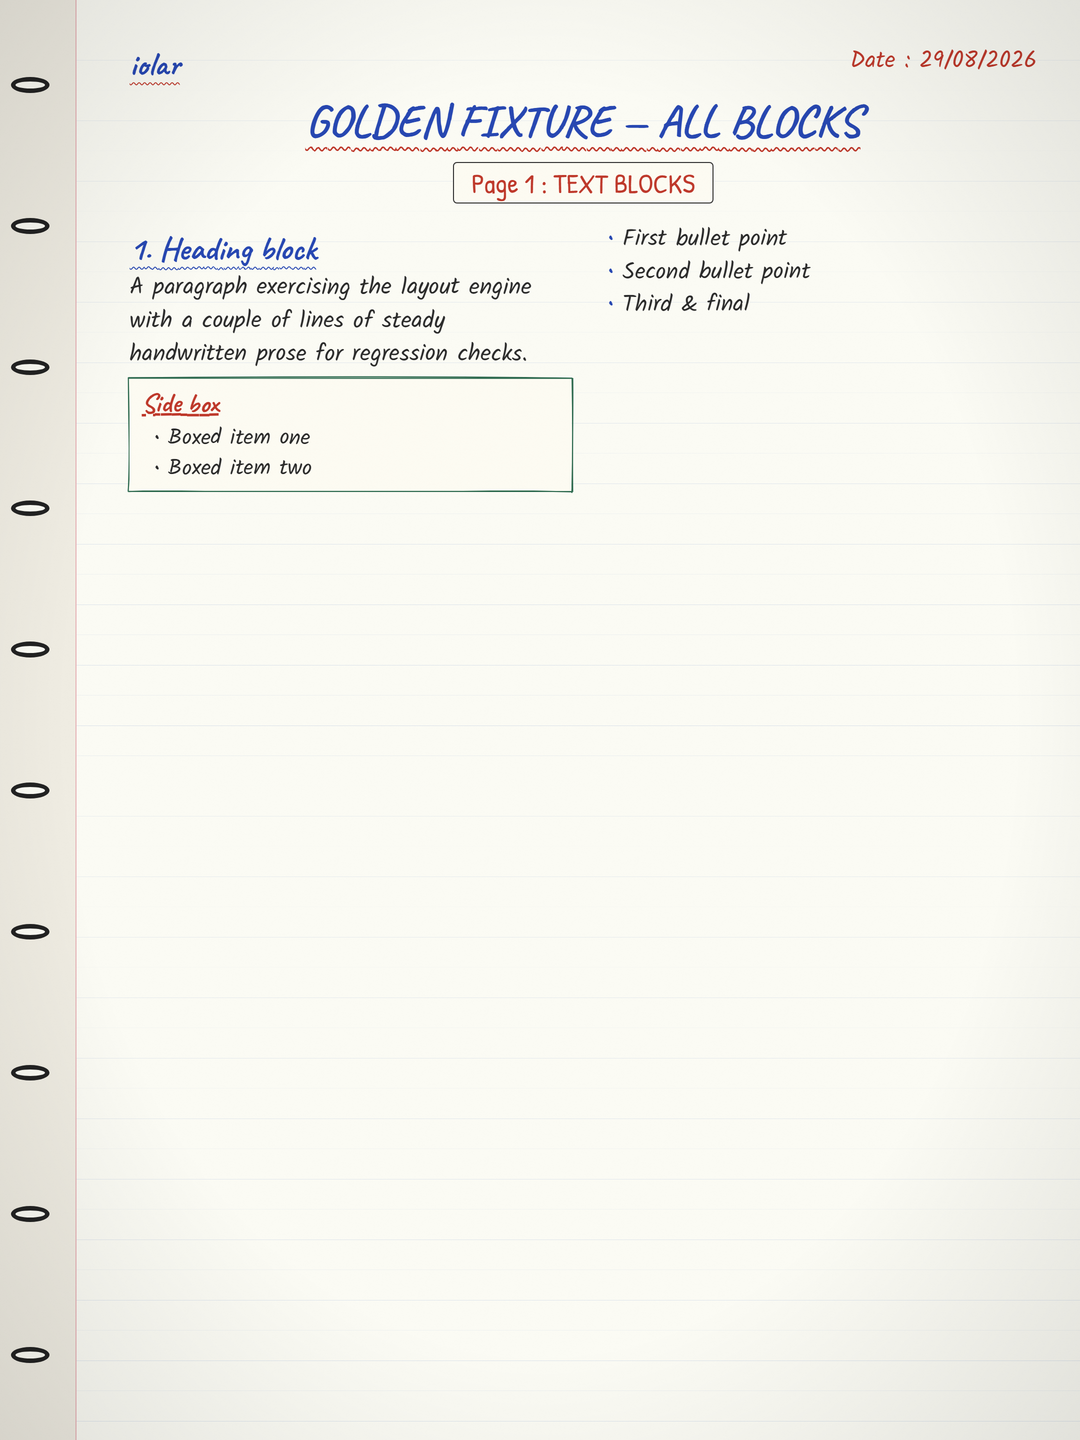 iolar
Date : 29/08/2026
GOLDEN FIXTURE – ALL BLOCKS
Page 1 : TEXT BLOCKS
1. Heading block
A paragraph exercising the layout engine
with a couple of lines of steady
handwritten prose for regression checks.
Side box
· Boxed item one
· Boxed item two
· First bullet point
· Second bullet point
· Third & final